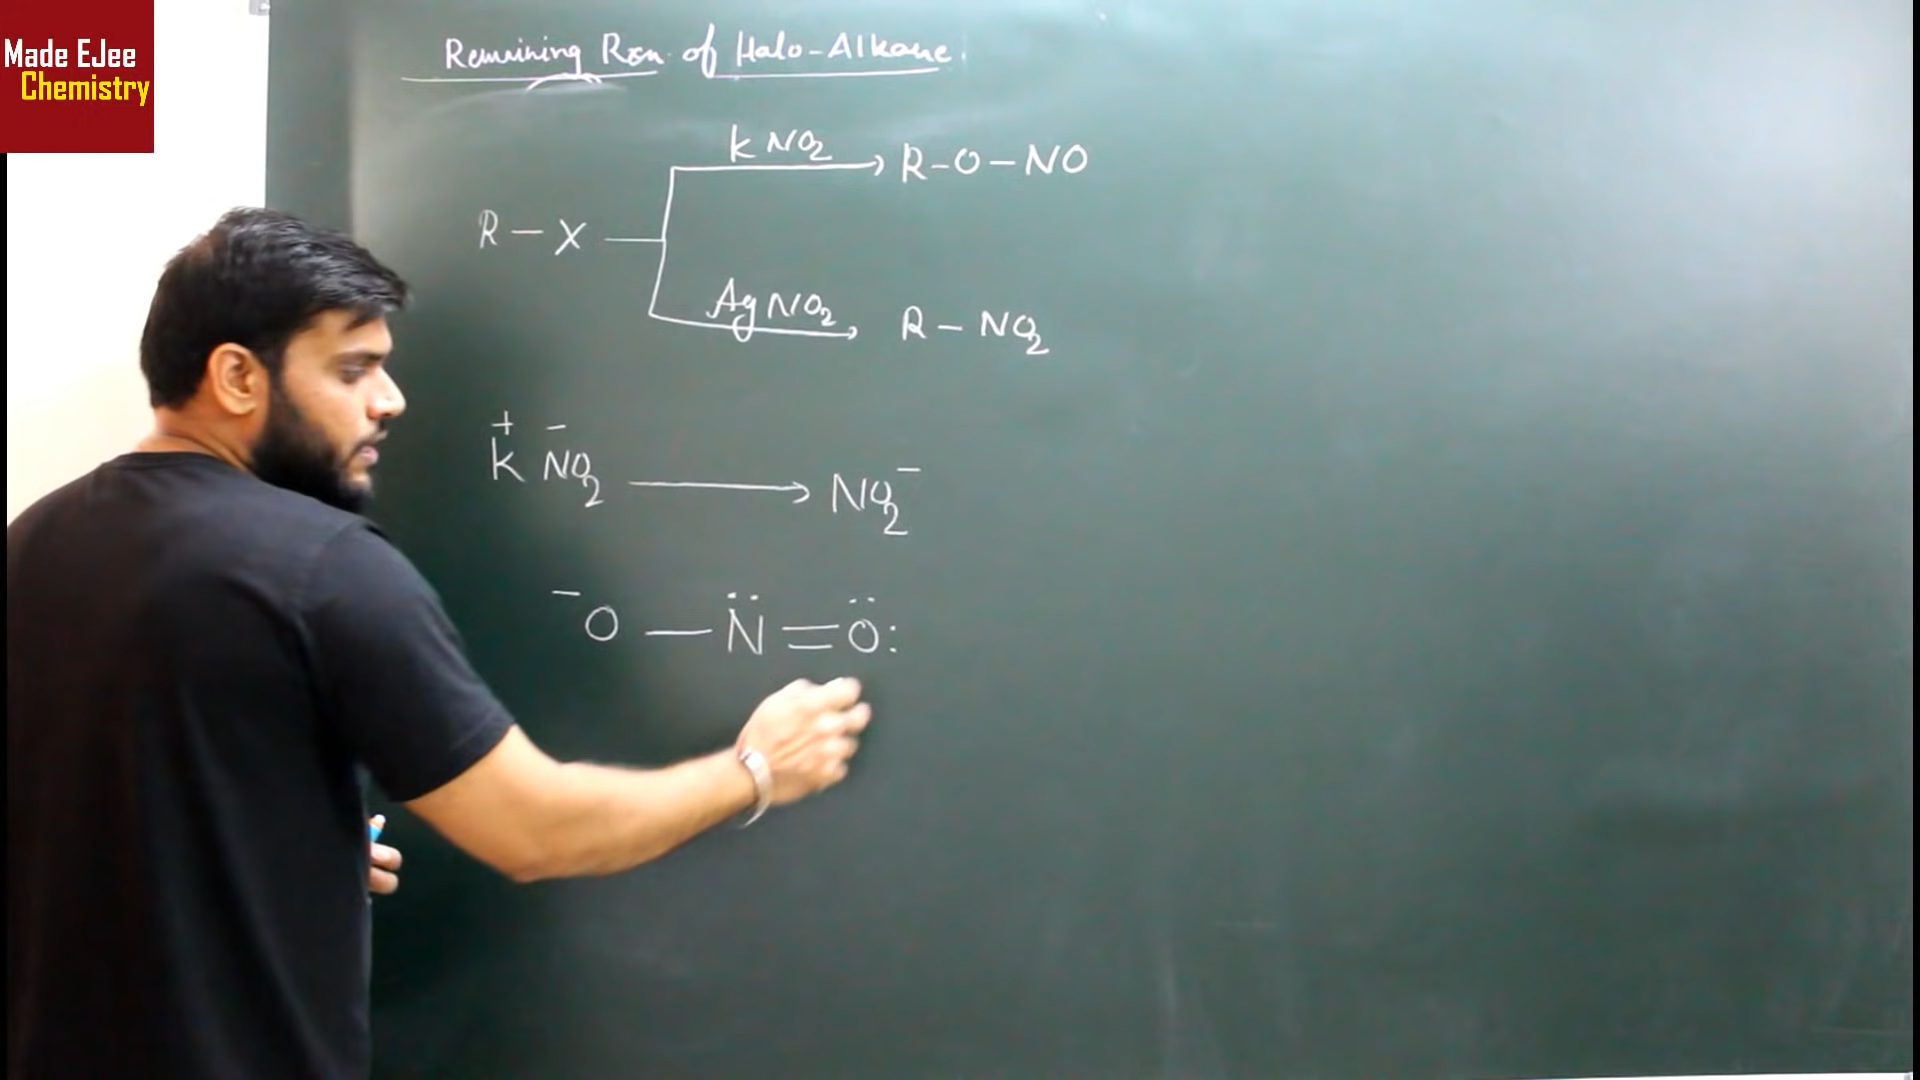 Made EJee
Chemistry
Remaining Rxn of Halo-Alkane.
KNO2
R-O-NO
R-X
AgNO2
R-NO2
+ -
K NO2 → NO2-
-O-N̈=Ö: